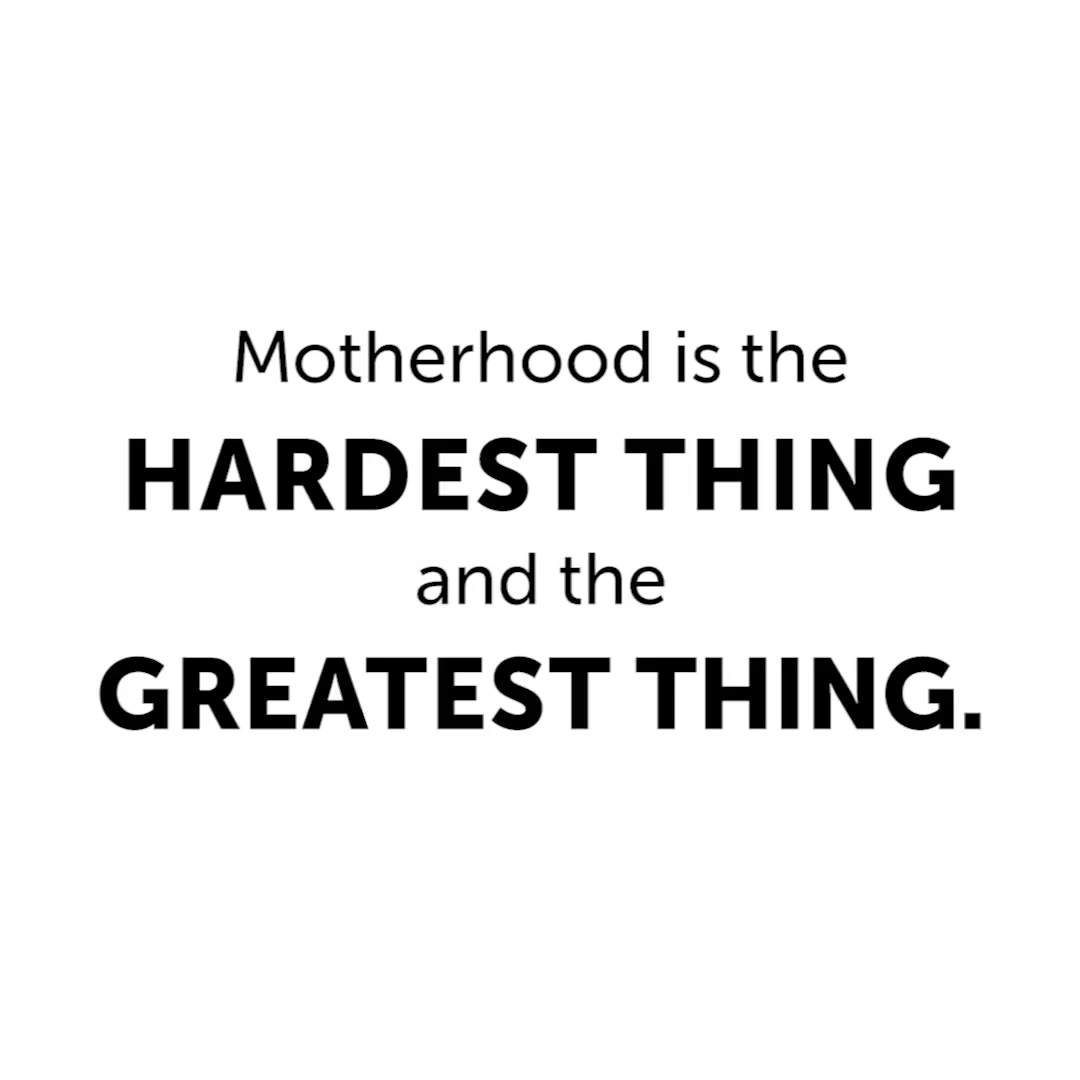 Motherhood is the
HARDEST THING
and the
GREATEST THING.